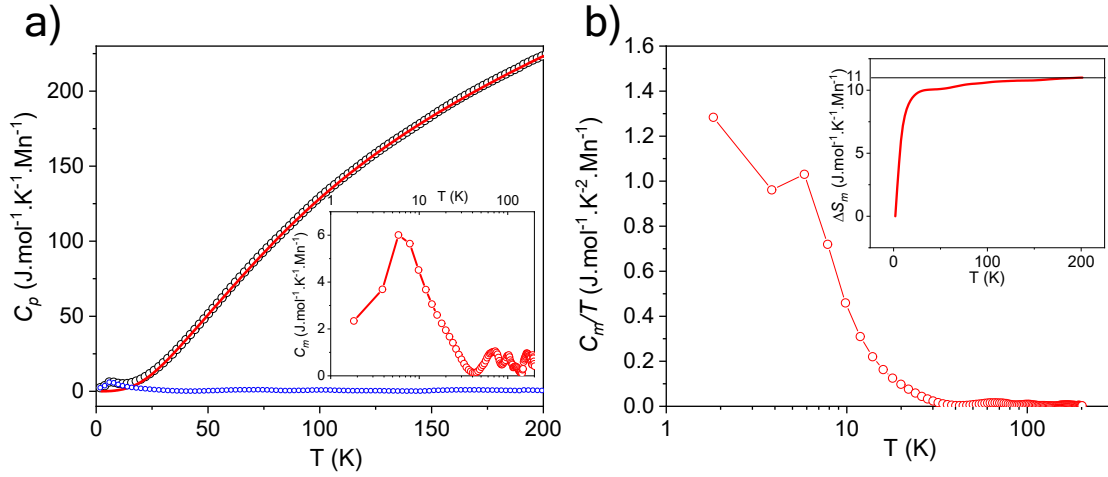 a)
C_p (J.mol⁻¹.K⁻¹.Mn⁻¹)
200
150
100
50
0
0 50 100 150 200
T (K)
T (K)
1 10 100
C_m (J.mol⁻¹.K⁻¹.Mn⁻¹)
6
4
2
0
b)
C_m/T (J.mol⁻¹.K⁻².Mn⁻¹)
1.6
1.4
1.2
1.0
0.8
0.6
0.4
0.2
0.0
1 10 100
T (K)
ΔS_m (J.mol⁻¹.K⁻¹.Mn⁻¹)
11
10
5
0
0 100 200
T (K)